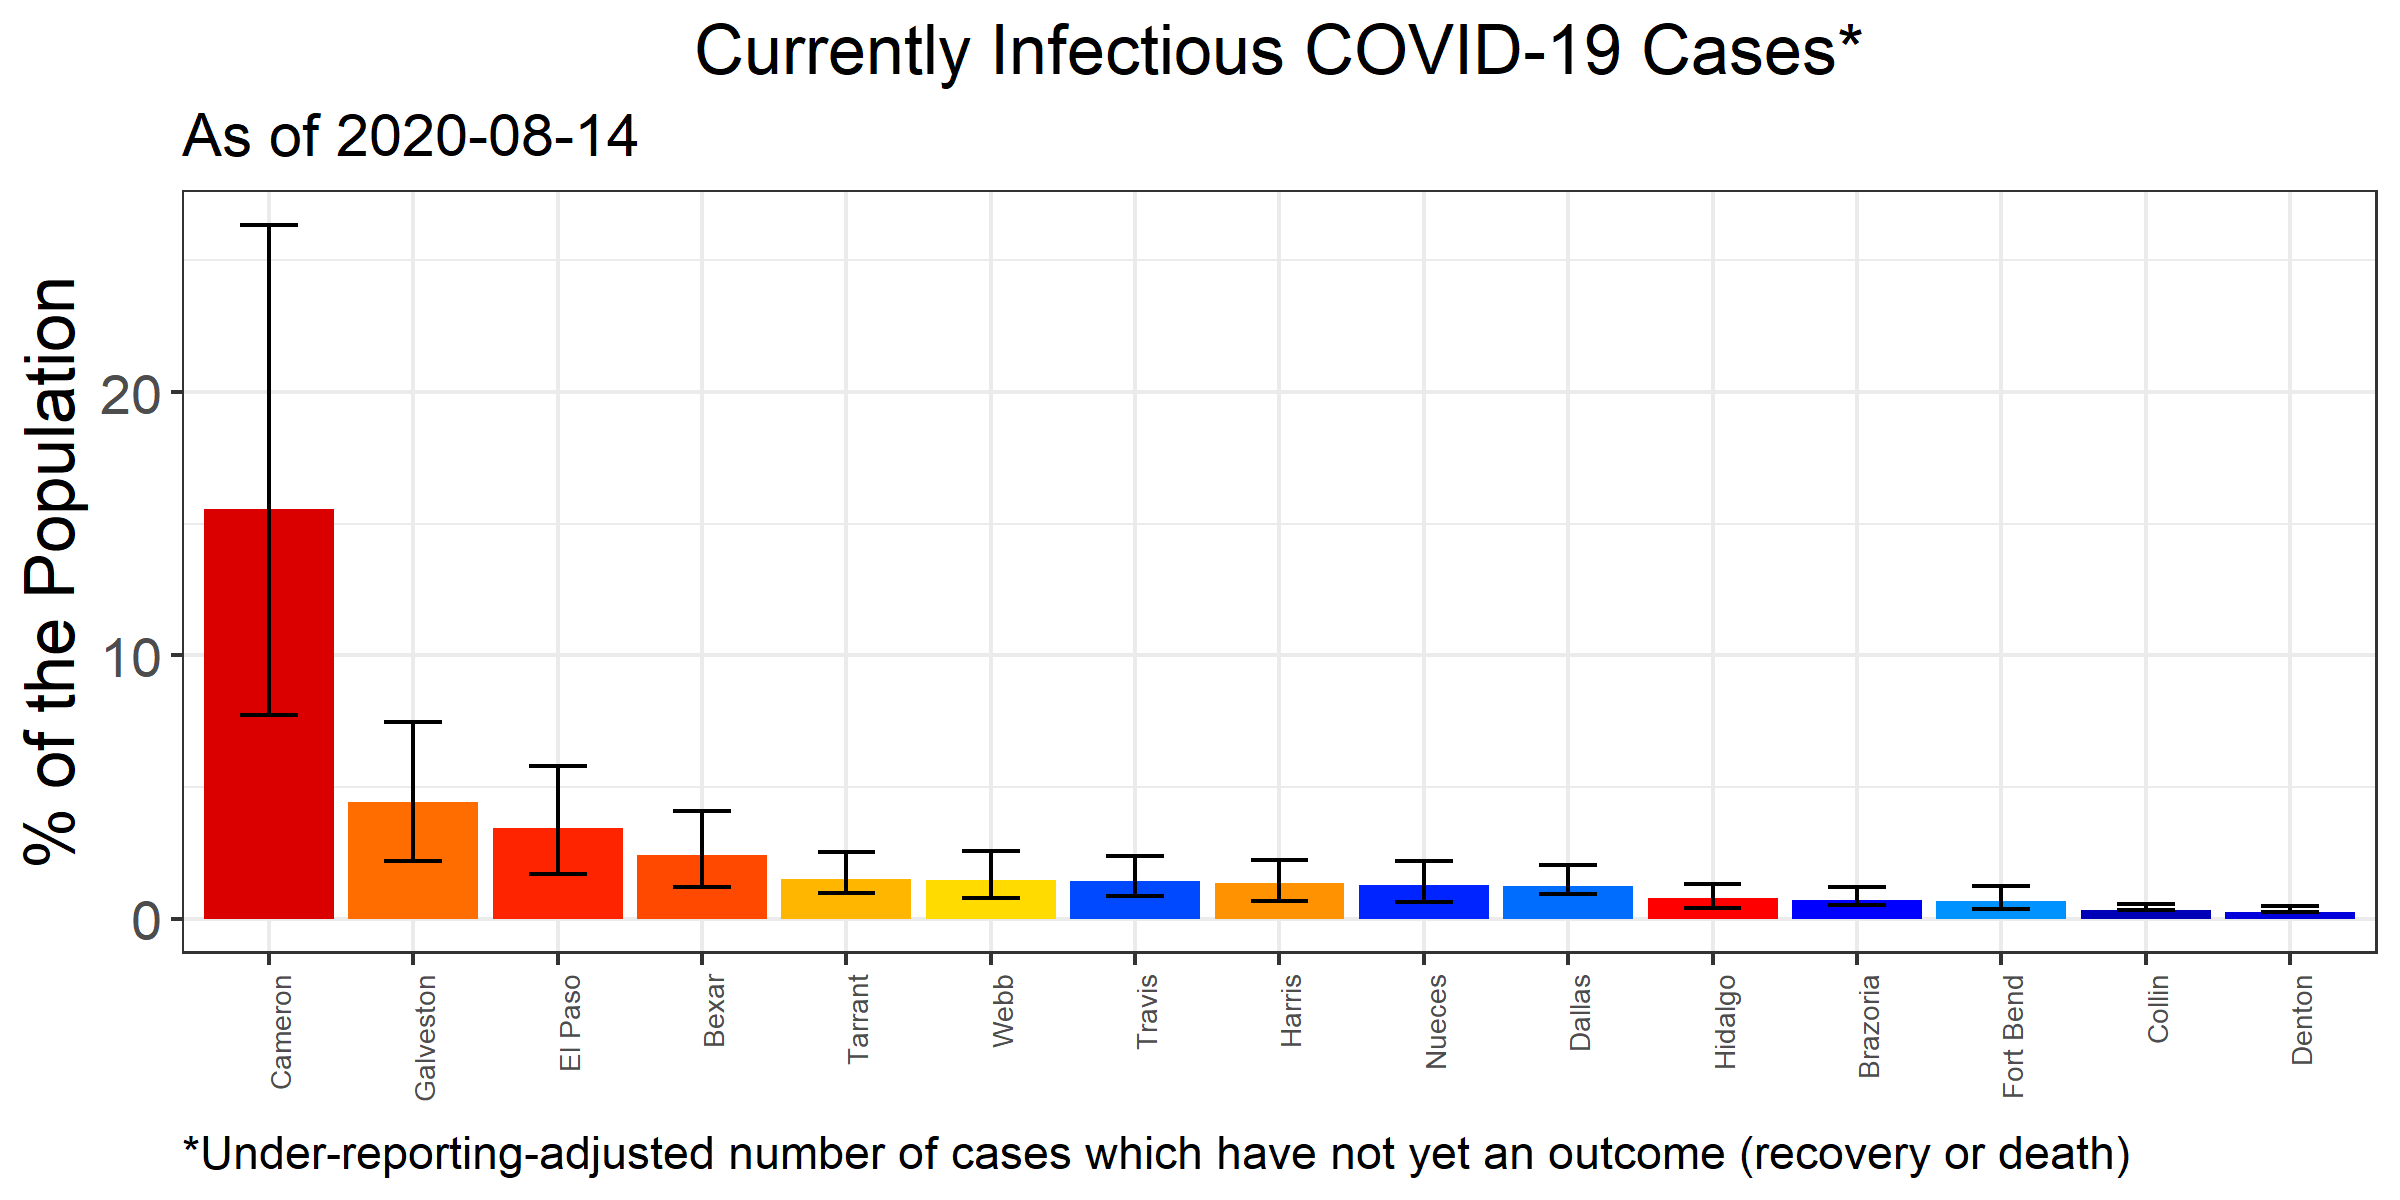 Currently Infectious COVID-19 Cases*
As of 2020-08-14
% of the Population
20
10
0
Cameron
Galveston
El Paso
Bexar
Tarrant
Webb
Travis
Harris
Nueces
Dallas
Hidalgo
Brazoria
Fort Bend
Collin
Denton
*Under-reporting-adjusted number of cases which have not yet an outcome (recovery or death)